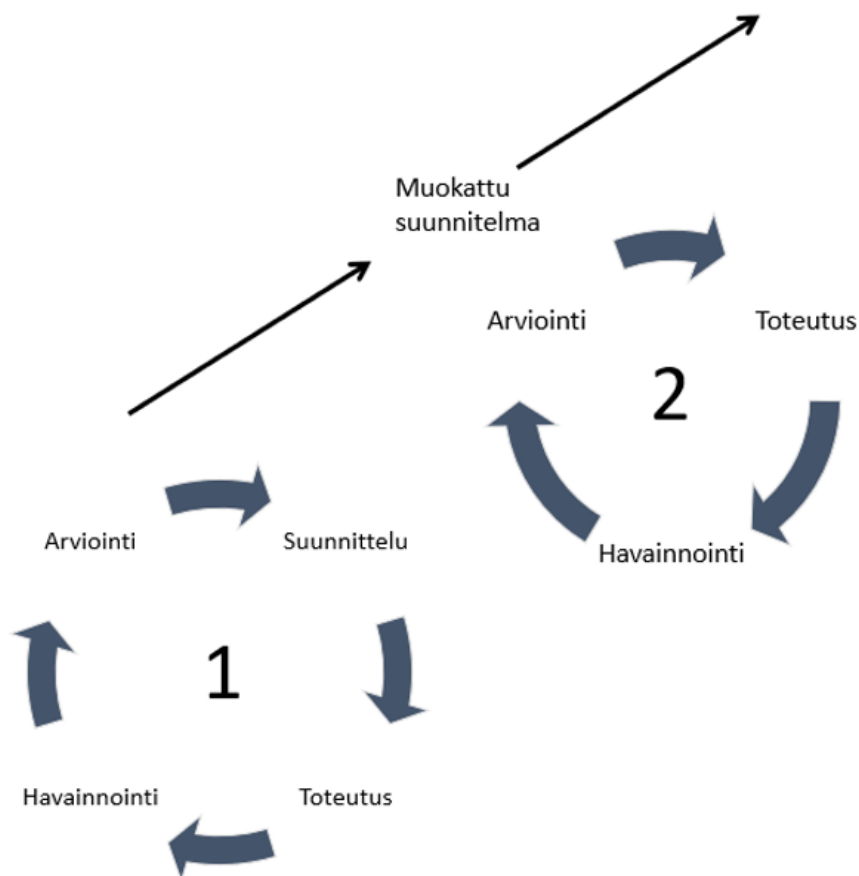 Muokattu
suunnitelma
Arviointi
Toteutus
2
Havainnointi
Arviointi
Suunnittelu
1
Havainnointi
Toteutus